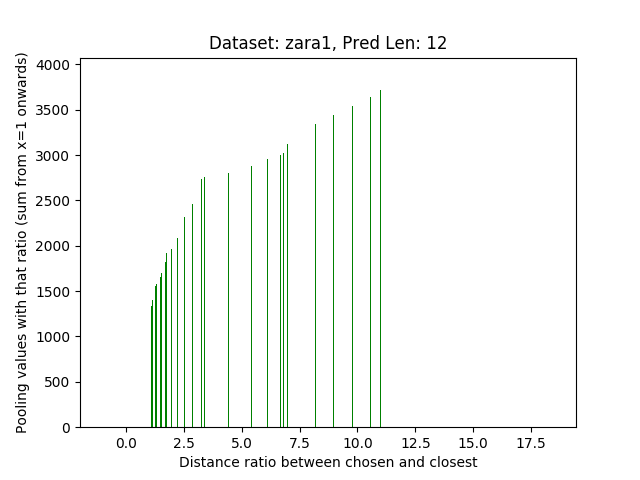 Dataset: zara1, Pred Len: 12
Pooling values with that ratio (sum from x=1 onwards)
4000
3500
3000
2500
2000
1500
1000
500
0
0.0 2.5 5.0 7.5 10.0 12.5 15.0 17.5
Distance ratio between chosen and closest